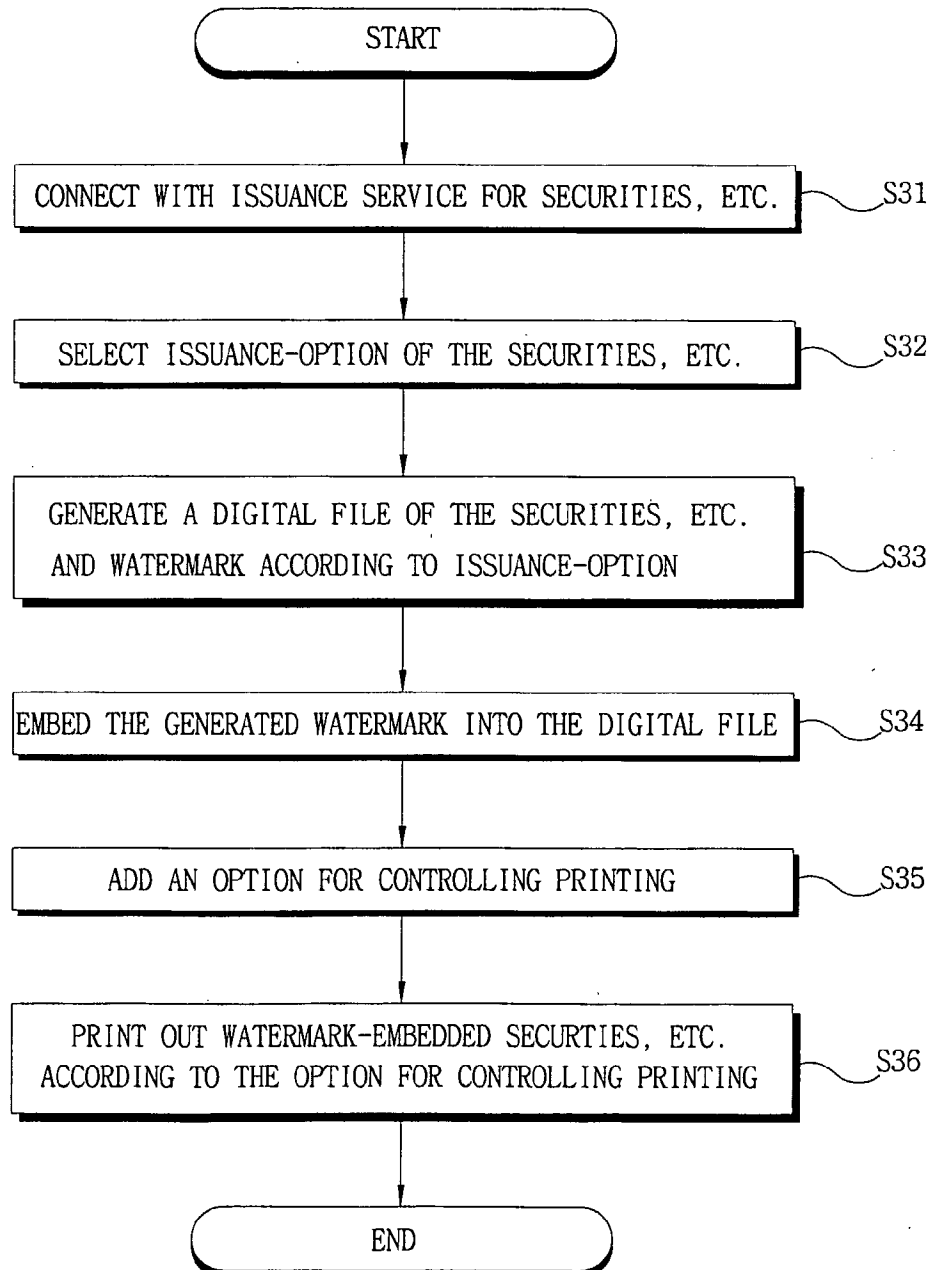 START
CONNECT WITH ISSUANCE SERVICE FOR SECURITIES, ETC.
S31
SELECT ISSUANCE-OPTION OF THE SECURITIES, ETC.
S32
GENERATE A DIGITAL FILE OF THE SECURITIES, ETC.
AND WATERMARK ACCORDING TO ISSUANCE-OPTION
S33
EMBED THE GENERATED WATERMARK INTO THE DIGITAL FILE
S34
ADD AN OPTION FOR CONTROLLING PRINTING
S35
PRINT OUT WATERMARK-EMBEDDED SECURTIES, ETC.
ACCORDING TO THE OPTION FOR CONTROLLING PRINTING
S36
END